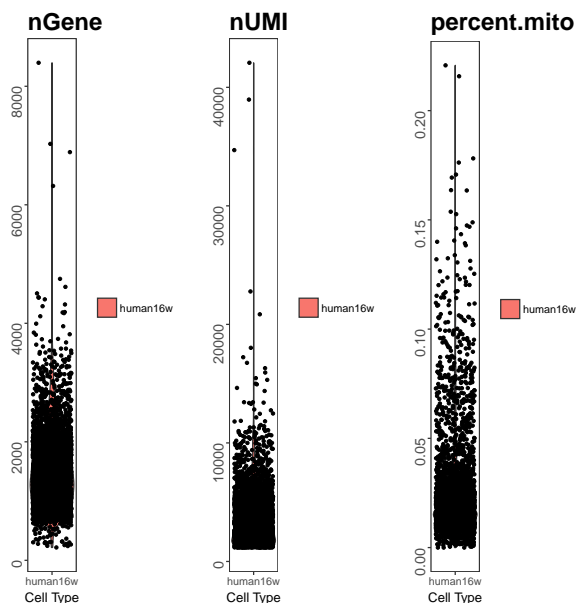 nGene
8000
6000
4000
2000
0
human16w
Cell Type
human16w
nUMI
40000
30000
20000
10000
0
human16w
Cell Type
human16w
percent.mito
0.20
0.15
0.10
0.05
0.00
human16w
Cell Type
human16w